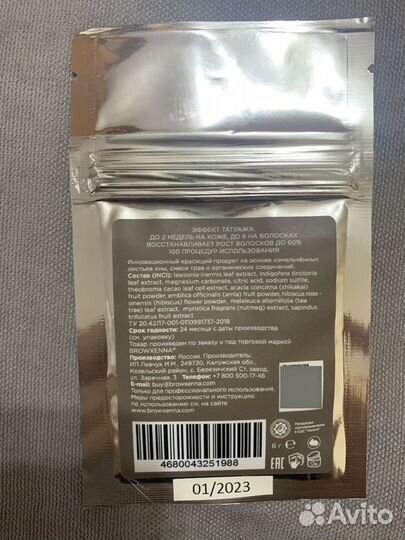 ЭФФЕКТ ТАТУАЖА:
ДО 2 НЕДЕЛЬ НА КОЖЕ, ДО 6 НА ВОЛОСКАХ
ВОССТАНАВЛИВАЕТ РОСТ ВОЛОСКОВ ДО 60%
100 ПРОЦЕДУР ИСПОЛЬЗОВАНИЯ
Инновационный красящий продукт на основе измельчённых
листьев хны, смеси трав и органических соединений.
Состав (INCI): lawsonia inermis leaf extract, indigofera tinctoria
leaf extract, magnesium carbonate, citric acid, sodium sulfite,
theobroma cacao leaf cell extract, acacia concinna (shikakai)
fruit powder, emblica officinalis (amla) fruit powder, hibiscus rosa-
sinensis (hibiscus) flower powder, melaleuca alternifolia (tea
tree) leaf extract, myristica fragrans (nutmeg) extract, sapindus
trifoliatus fruit extract
ТУ 20.42.17-001-0110991737-2018
Срок годности: 24 месяца с даты производства
(см. упаковку)
Товар произведен по заказу и под торговой маркой
BROWXENNA®
Производство: Россия. Производитель:
ИП Левчук И.М., 249730, Калужская обл.,
Козельский район, с. Березичский Ст. завод,
ул. Заречная, 3 Телефон: +7 800 500-17-46
E-mail: buy@browxenna.com
Только для профессионального использования.
Меры предосторожности и инструкцию
по использованию см. на сайте
www.browxenna.com
Продукция
6 г
EAC
4680043251988
01/2023
Avito